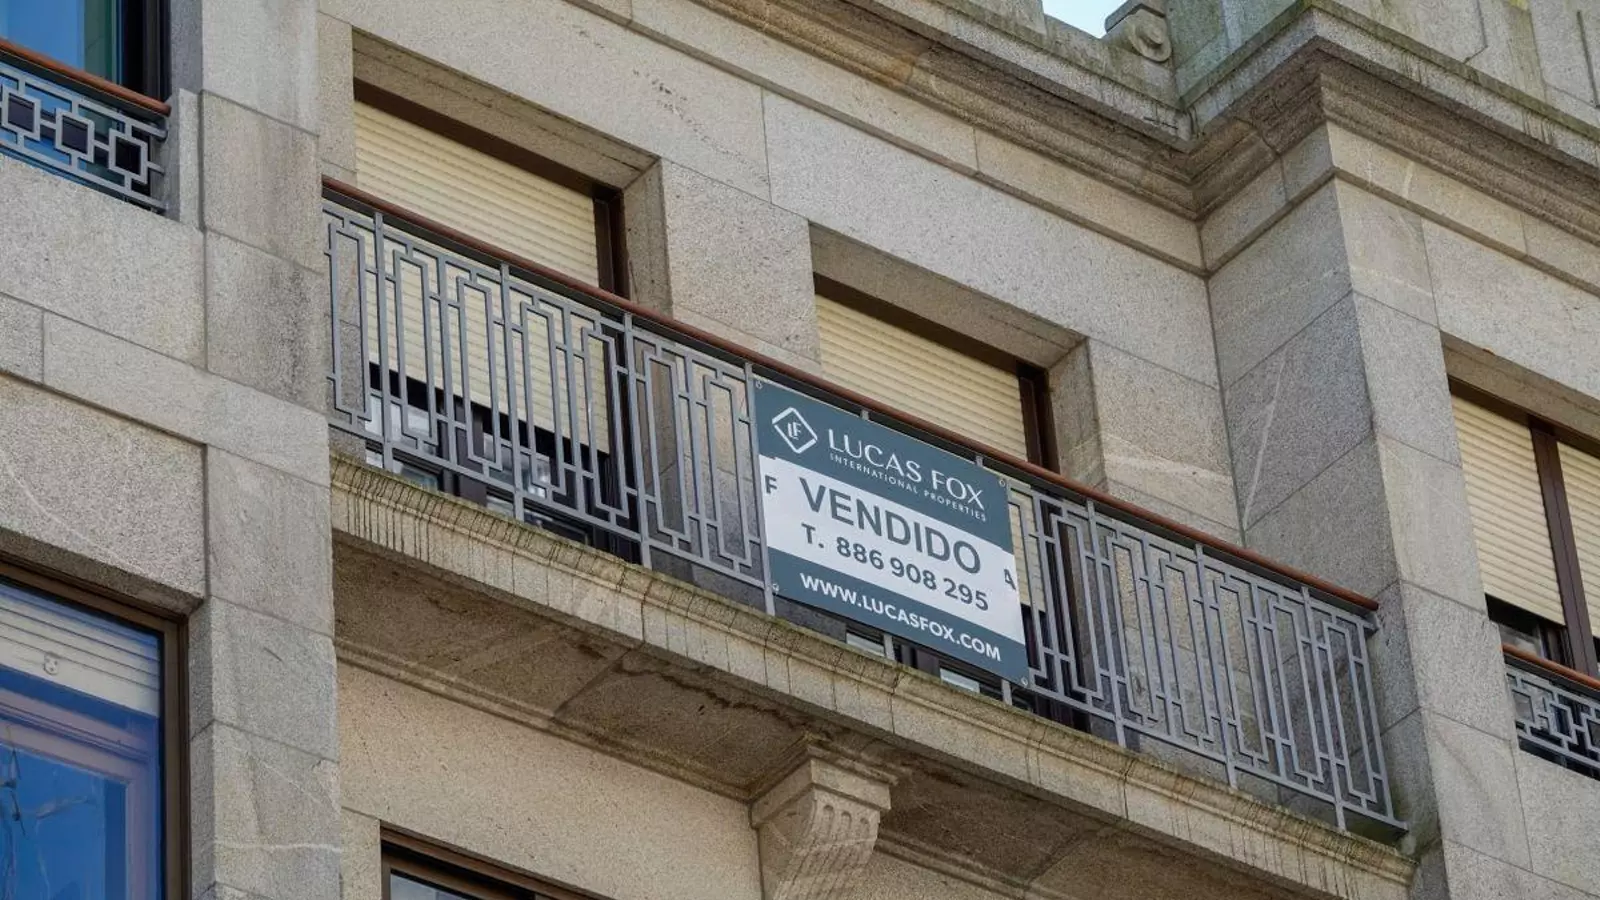 LF
LUCAS FOX
INTERNATIONAL PROPERTIES
F VENDIDO A
T. 886 908 295
WWW.LUCASFOX.COM